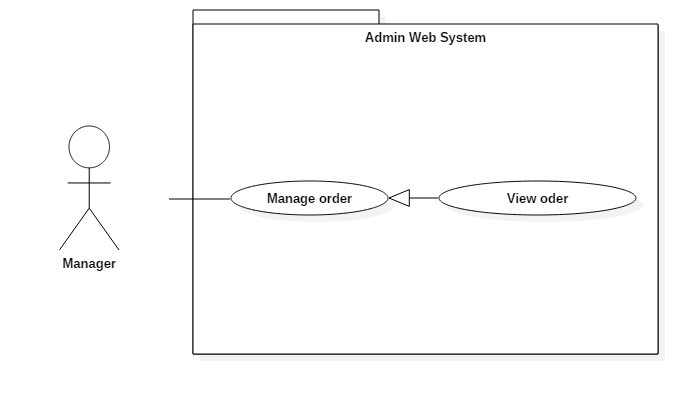 Admin Web System
Manage order
View oder
Manager